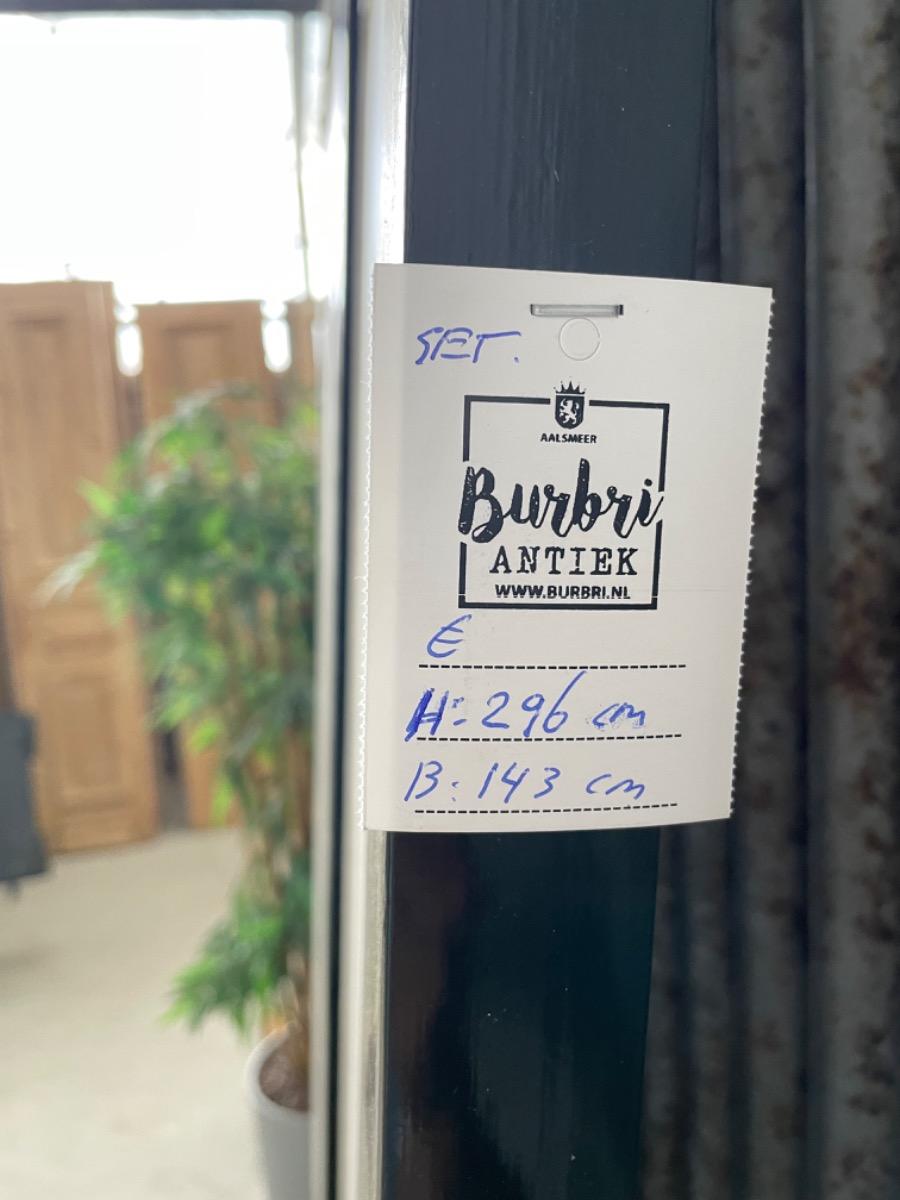 SET.
AALSMEER
Burbri
ANTIEK
WWW.BURBRI.NL
€
H: 296 cm
B: 143 cm